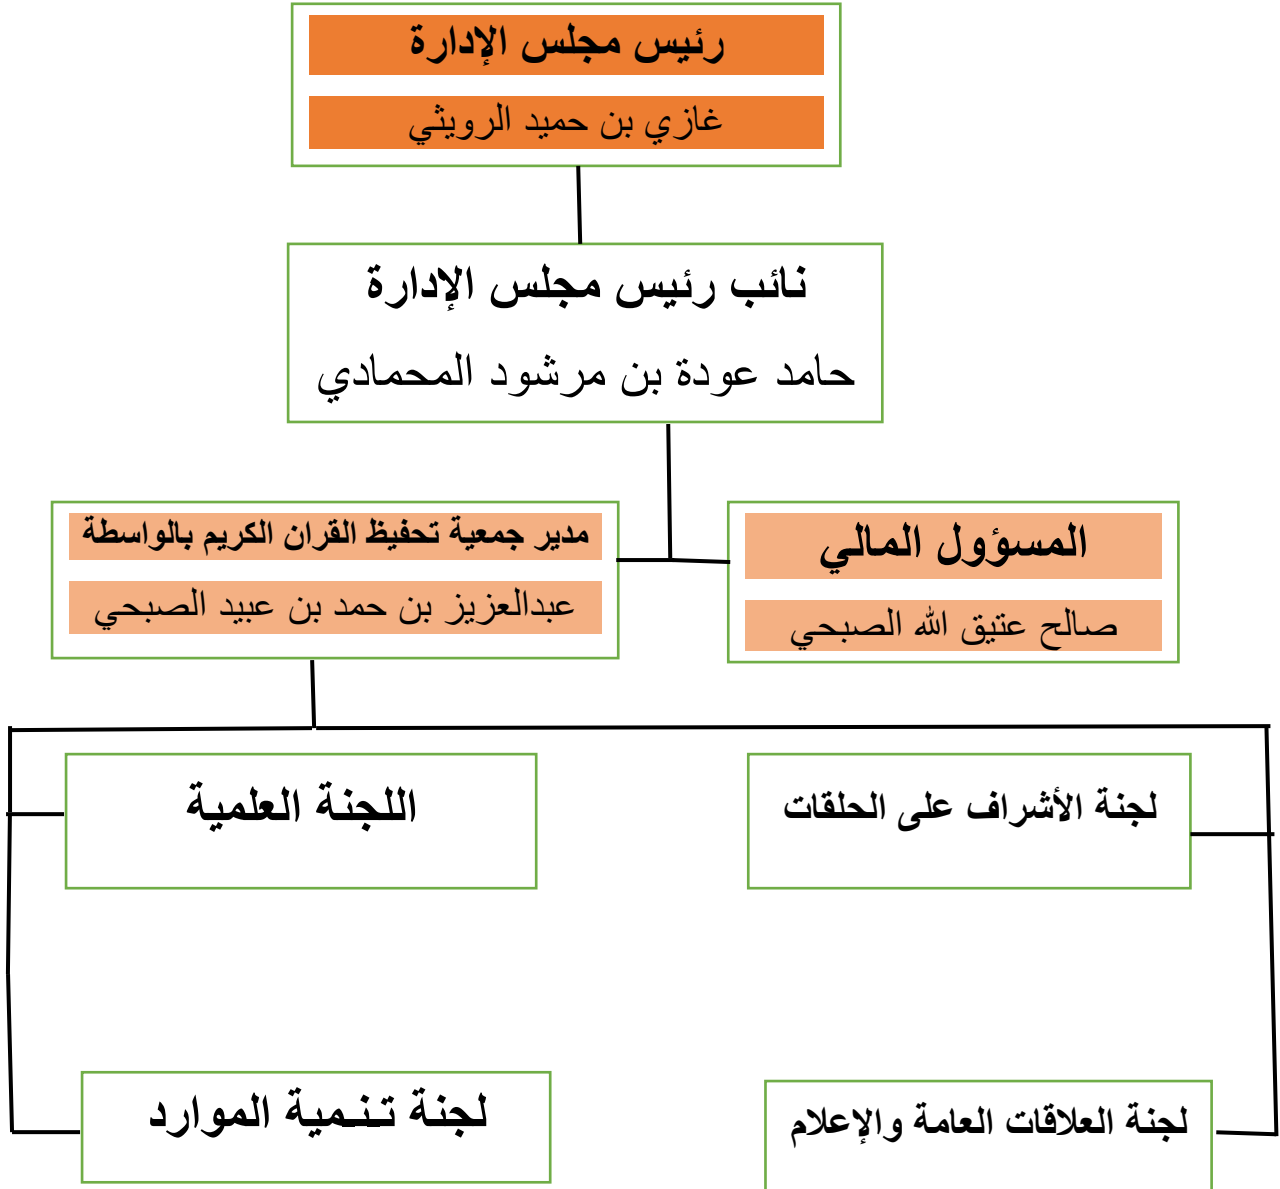 رئيس مجلس الإدارة
غازي بن حميد الرويثي
نائب رئيس مجلس الإدارة
حامد عودة بن مرشود المحمادي
المسؤول المالي
صالح عتيق الله الصبحي
مدير جمعية تحفيظ القران الكريم بالواسطة
عبدالعزيز بن حمد بن عبيد الصبحي
لجنة الأشراف على الحلقات
اللجنة العلمية
لجنة العلاقات العامة والإعلام
لجنة تـنـمية الموارد